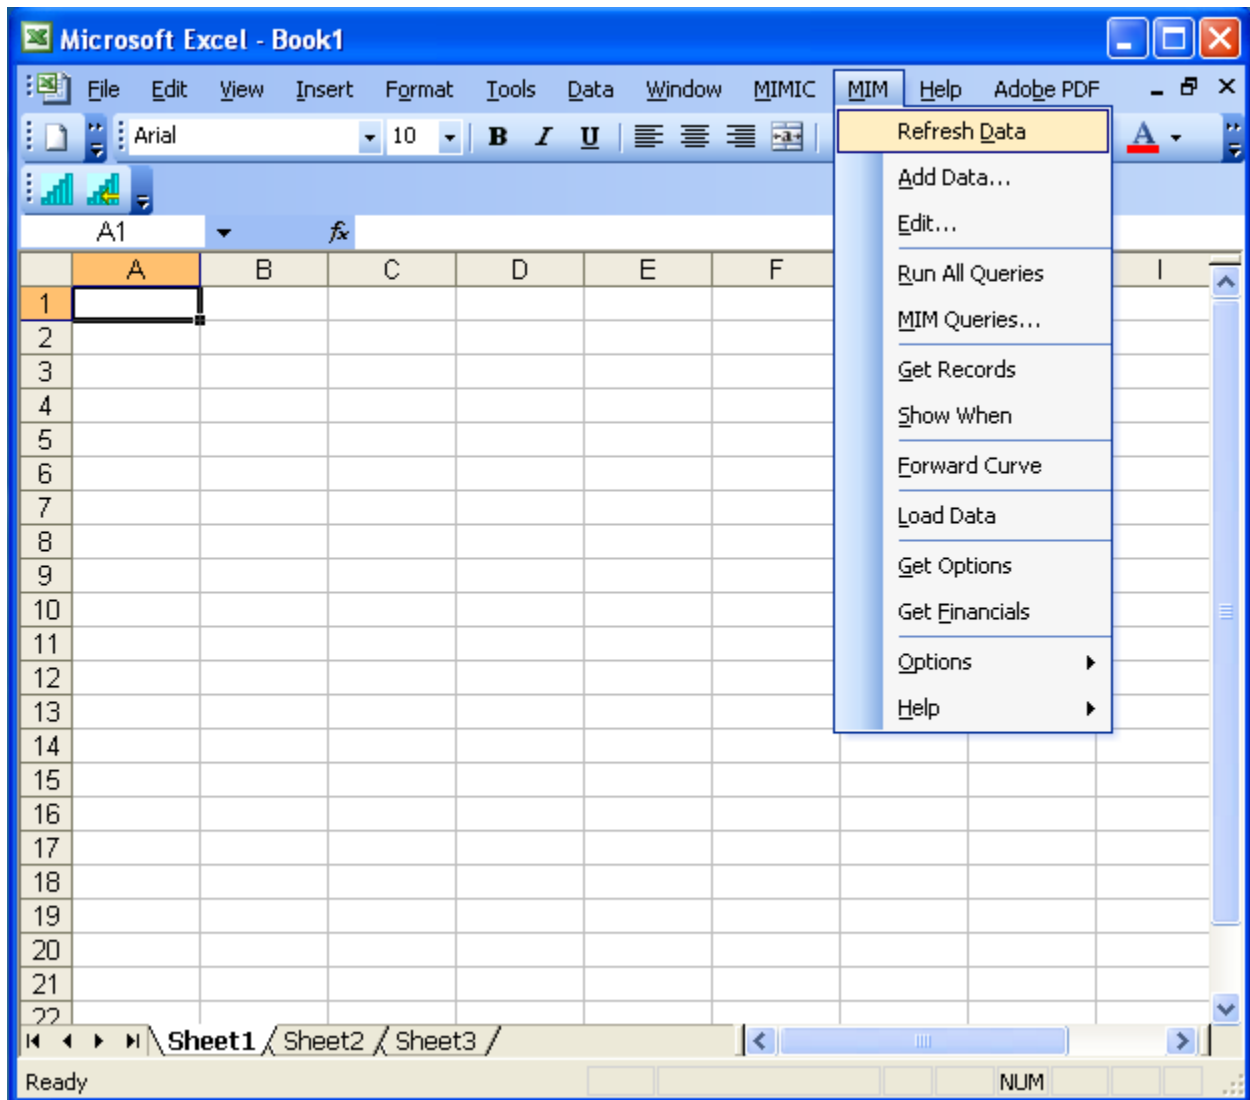 Microsoft Excel - Book1
File Edit View Insert Format Tools Data Window MIMIC MIM Help Adobe PDF
Arial 10 B I U a A
A1 fx
A B C D E F I
1
2
3
4
5
6
7
8
9
10
11
12
13
14
15
16
17
18
19
20
21
22
Refresh Data
Add Data...
Edit...
Run All Queries
MIM Queries...
Get Records
Show When
Forward Curve
Load Data
Get Options
Get Financials
Options
Help
Sheet1 Sheet2 Sheet3
Ready NUM